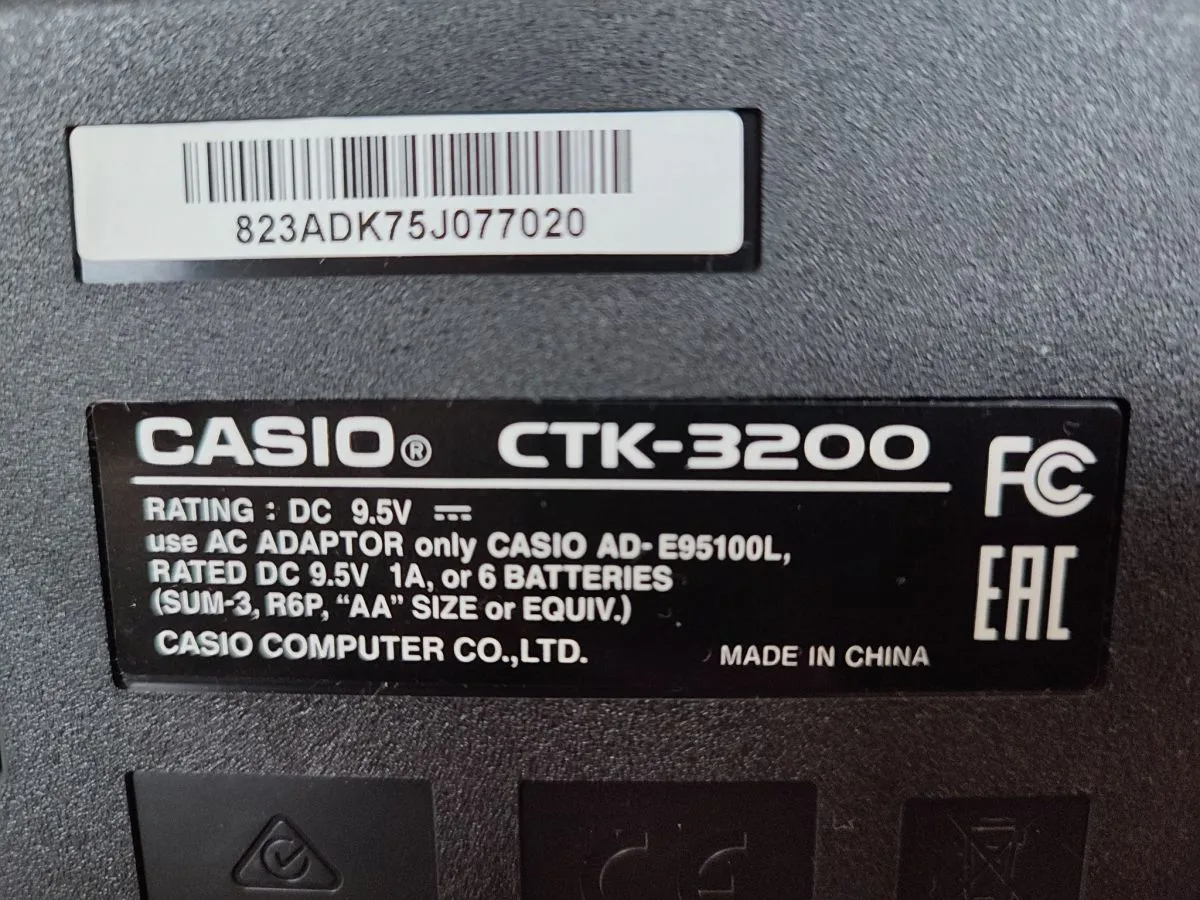 823ADK75J077020
CASIO® CTK-3200
FC
RATING : DC 9.5V ⎓
use AC ADAPTOR only CASIO AD-E95100L,
RATED DC 9.5V 1A, or 6 BATTERIES
(SUM-3, R6P, “AA” SIZE or EQUIV.)
EAC
CASIO COMPUTER CO.,LTD.
MADE IN CHINA
CE